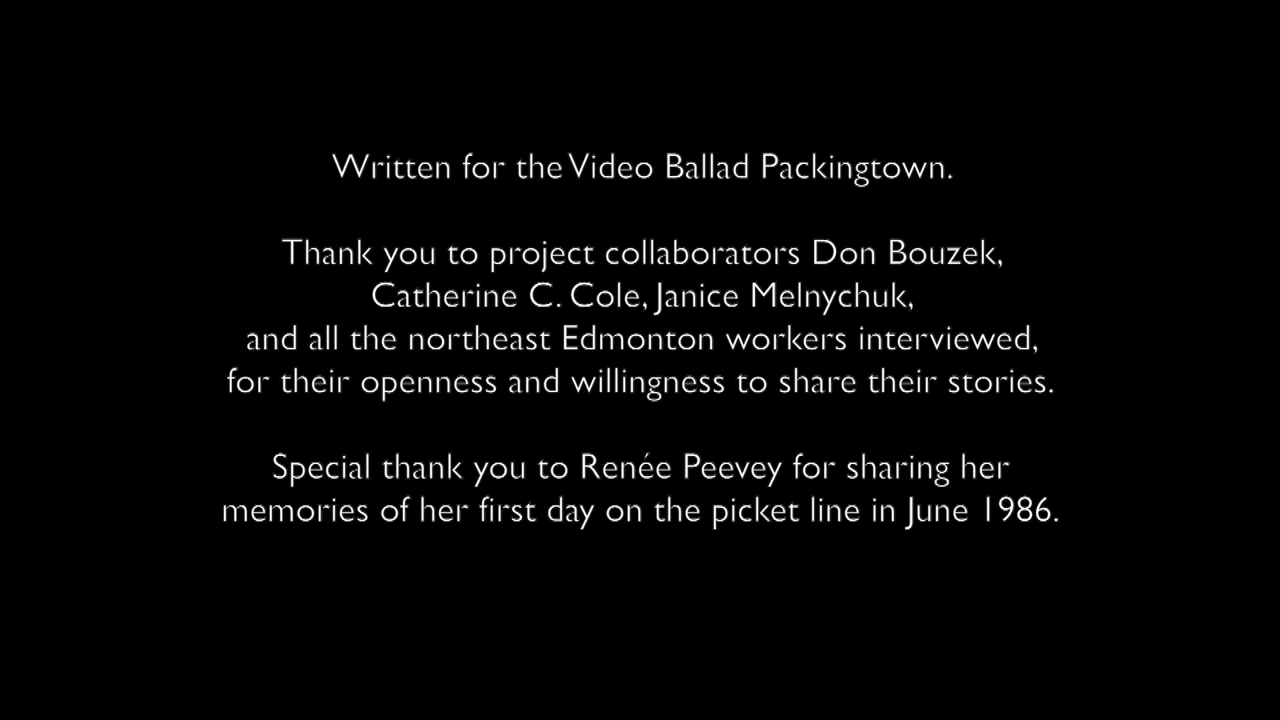 Written for the Video Ballad Packingtown.
Thank you to project collaborators Don Bouzek,
Catherine C. Cole, Janice Melnychuk,
and all the northeast Edmonton workers interviewed,
for their openness and willingness to share their stories.
Special thank you to Renée Peevey for sharing her
memories of her first day on the picket line in June 1986.